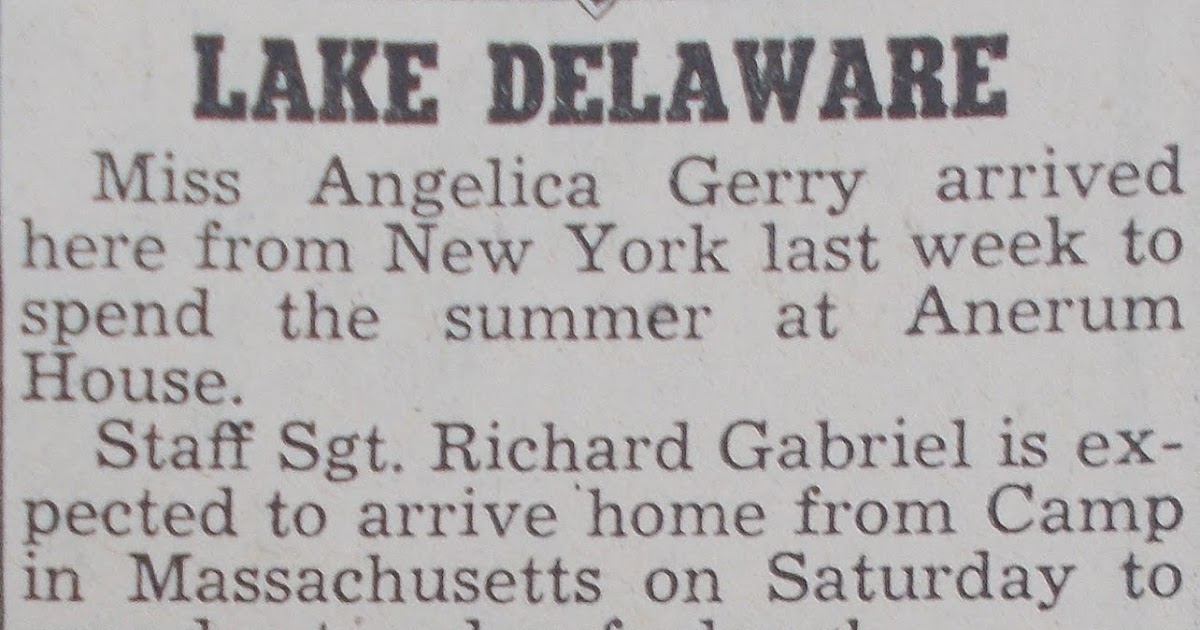 LAKE DELAWARE
Miss Angelica Gerry arrived
here from New York last week to
spend the summer at Anerum
House.
Staff Sgt. Richard Gabriel is ex-
pected to arrive home from Camp
in Massachusetts on Saturday to